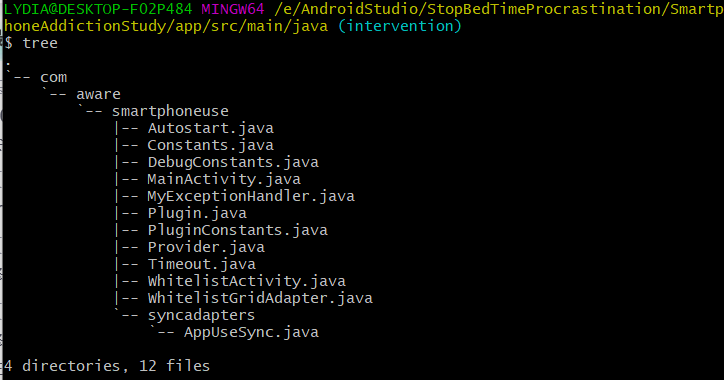 LYDIA@DESKTOP-F02P484 MINGW64 /e/AndroidStudio/StopBedTimeProcrastination/Smartp
honeAddictionStudy/app/src/main/java (intervention)
$ tree
.
`-- com
    `-- aware
        `-- smartphoneuse
            |-- Autostart.java
            |-- Constants.java
            |-- DebugConstants.java
            |-- MainActivity.java
            |-- MyExceptionHandler.java
            |-- Plugin.java
            |-- PluginConstants.java
            |-- Provider.java
            |-- Timeout.java
            |-- WhitelistActivity.java
            |-- WhitelistGridAdapter.java
            `-- syncadapters
                `-- AppUseSync.java

4 directories, 12 files